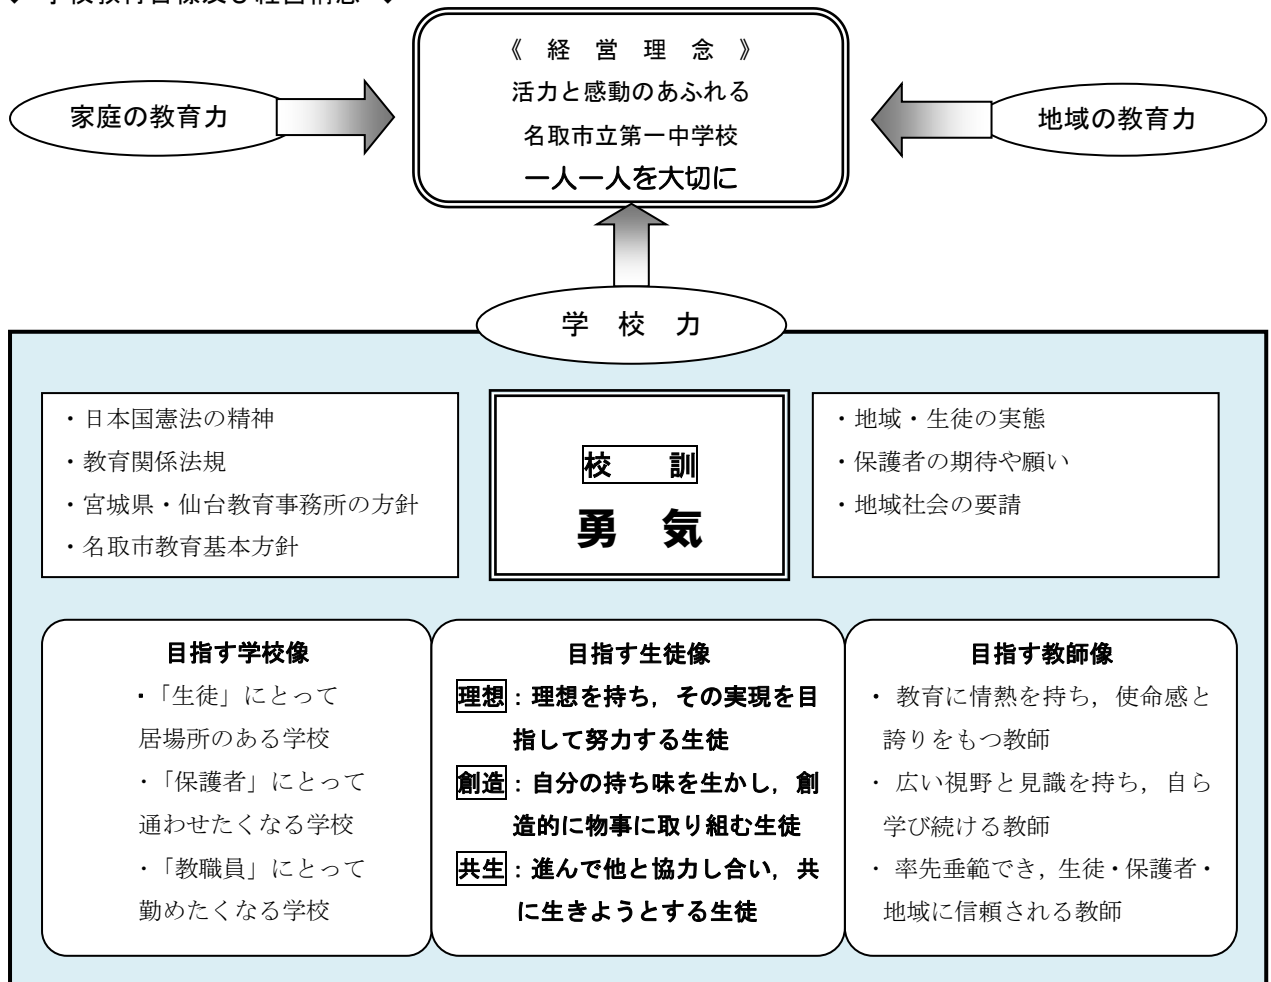 《 経 営 理 念 》
活力と感動のあふれる
名取市立第一中学校
一人一人を大切に
家庭の教育力
地域の教育力
学 校 力
・日本国憲法の精神
・教育関係法規
・宮城県・仙台教育事務所の方針
・名取市教育基本方針
校 訓
勇 気
・地域・生徒の実態
・保護者の期待や願い
・地域社会の要請
目指す学校像
・「生徒」にとって
居場所のある学校
・「保護者」にとって
通わせたくなる学校
・「教職員」にとって
勤めたくなる学校
目指す生徒像
理想：理想を持ち，その実現を目
指して努力する生徒
創造：自分の持ち味を生かし，創
造的に物事に取り組む生徒
共生：進んで他と協力し合い，共
に生きようとする生徒
目指す教師像
・ 教育に情熱を持ち，使命感と
誇りをもつ教師
・ 広い視野と見識を持ち，自ら
学び続ける教師
・ 率先垂範でき，生徒・保護者・
地域に信頼される教師